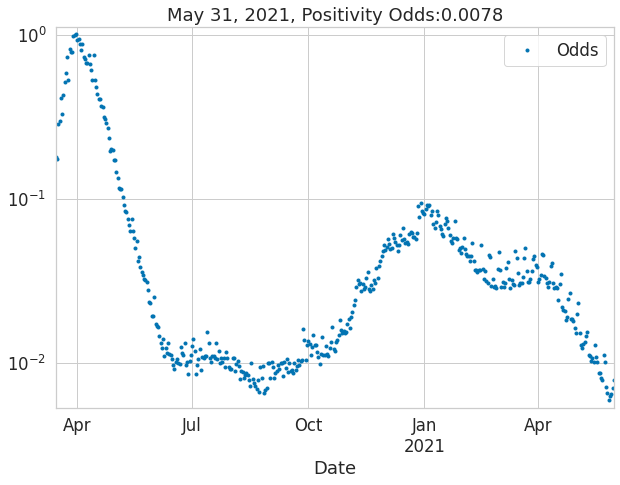 May 31, 2021, Positivity Odds:0.0078
10⁰
Odds
10⁻¹
10⁻²
Apr Jul Oct Jan Apr
2021
Date